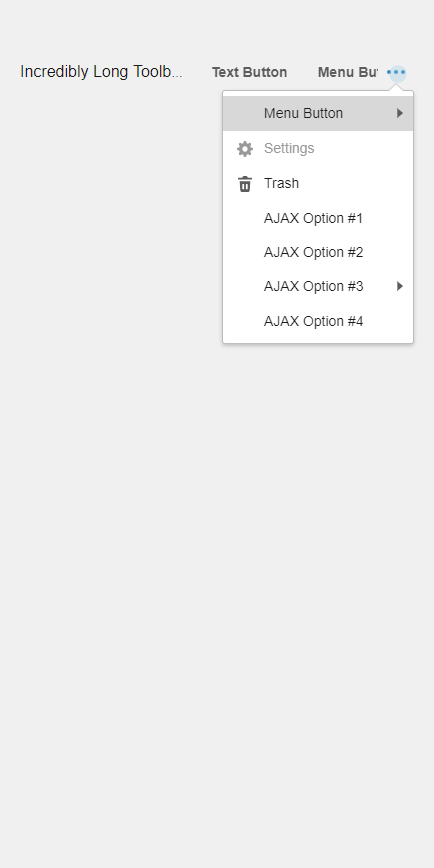 Incredibly Long Toolb...
Text Button
Menu Bu
Menu Button
Settings
Trash
AJAX Option #1
AJAX Option #2
AJAX Option #3
AJAX Option #4